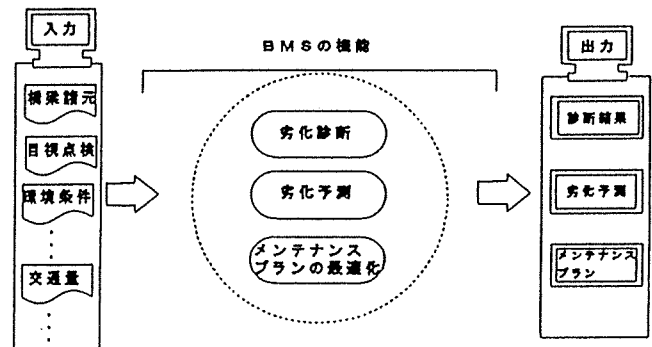 入力
BMSの機能
出力
橋梁諸元
目視点検
環境条件
交通量
劣化診断
劣化予測
メンテナンス
プランの最適化
診断結果
劣化予測
メンテナンス
プラン